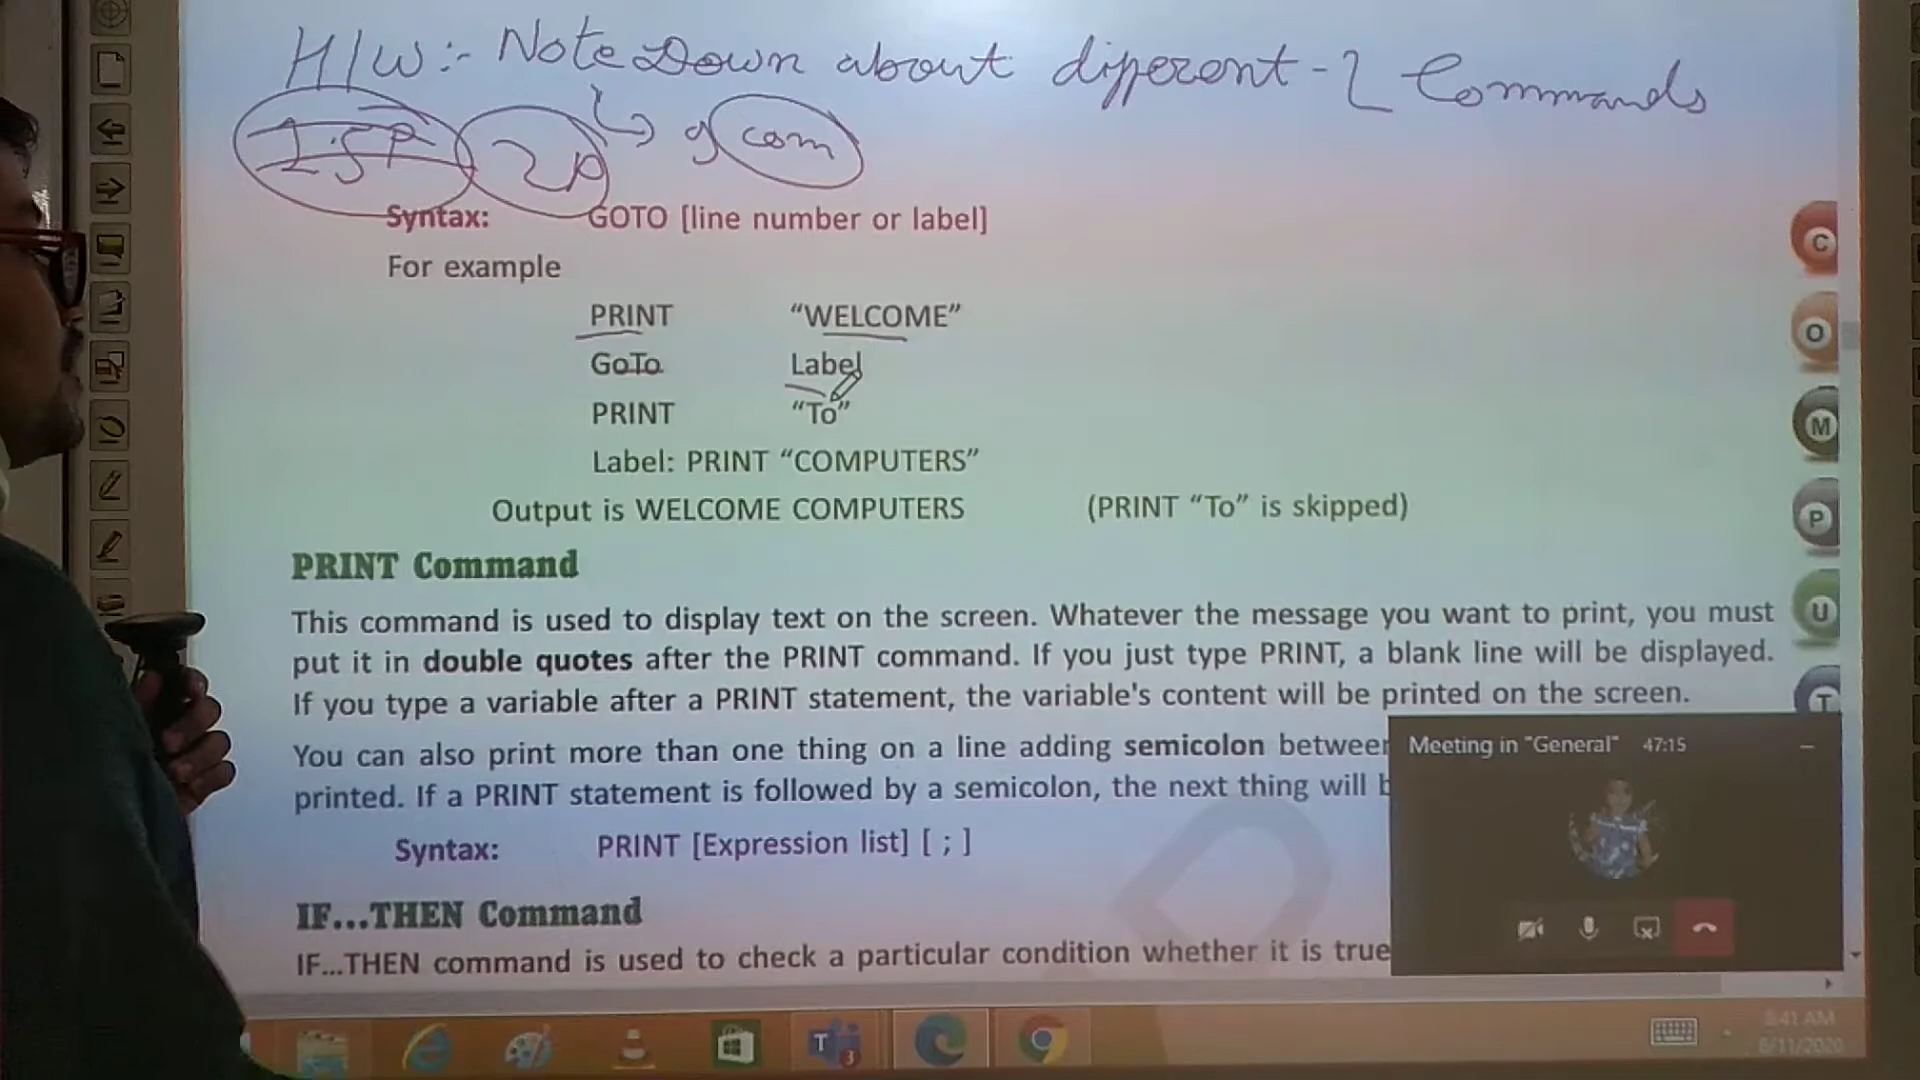 H/W:- Note Down about different-2 Commands
9 com
2P
Syntax: GOTO [line number or label]
For example
PRINT “WELCOME”
GoTo Label
PRINT “To”
Label: PRINT “COMPUTERS”
Output is WELCOME COMPUTERS (PRINT “To” is skipped)
PRINT Command
This command is used to display text on the screen. Whatever the message you want to print, you must
put it in double quotes after the PRINT command. If you just type PRINT, a blank line will be displayed.
If you type a variable after a PRINT statement, the variable's content will be printed on the screen.
You can also print more than one thing on a line adding semicolon between
printed. If a PRINT statement is followed by a semicolon, the next thing will b
Syntax: PRINT [Expression list] [ ; ]
IF...THEN Command
IF...THEN command is used to check a particular condition whether it is true
C
O
M
P
U
T
Meeting in "General" 47:15
T 3